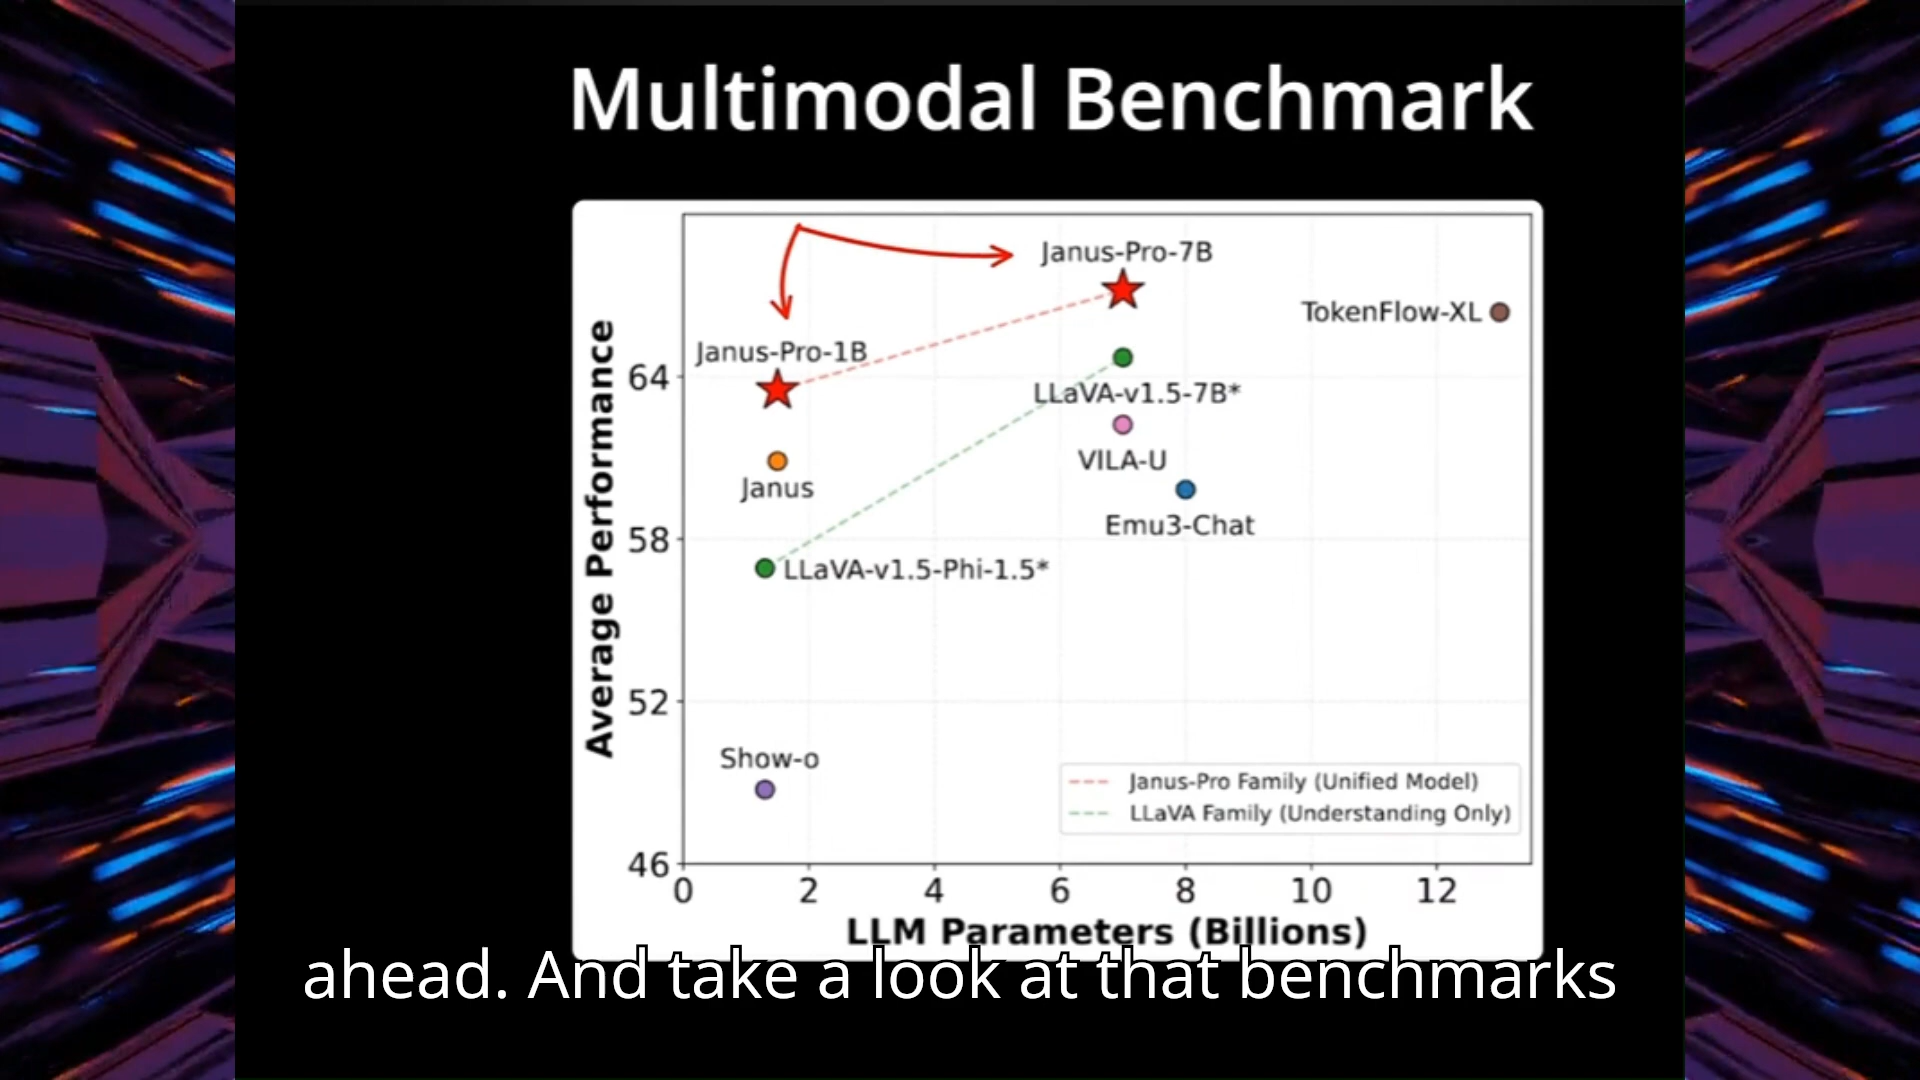 Multimodal Benchmark
Janus-Pro-7B
TokenFlow-XL
Janus-Pro-1B
64
LLaVA-v1.5-7B*
VILA-U
Janus
Emu3-Chat
58
LLaVA-v1.5-Phi-1.5*
Average Performance
52
Show-o
Janus-Pro Family (Unified Model)
LLaVA Family (Understanding Only)
46
0 2 4 6 8 10 12
LLM Parameters (Billions)
ahead. And take a look at that benchmarks